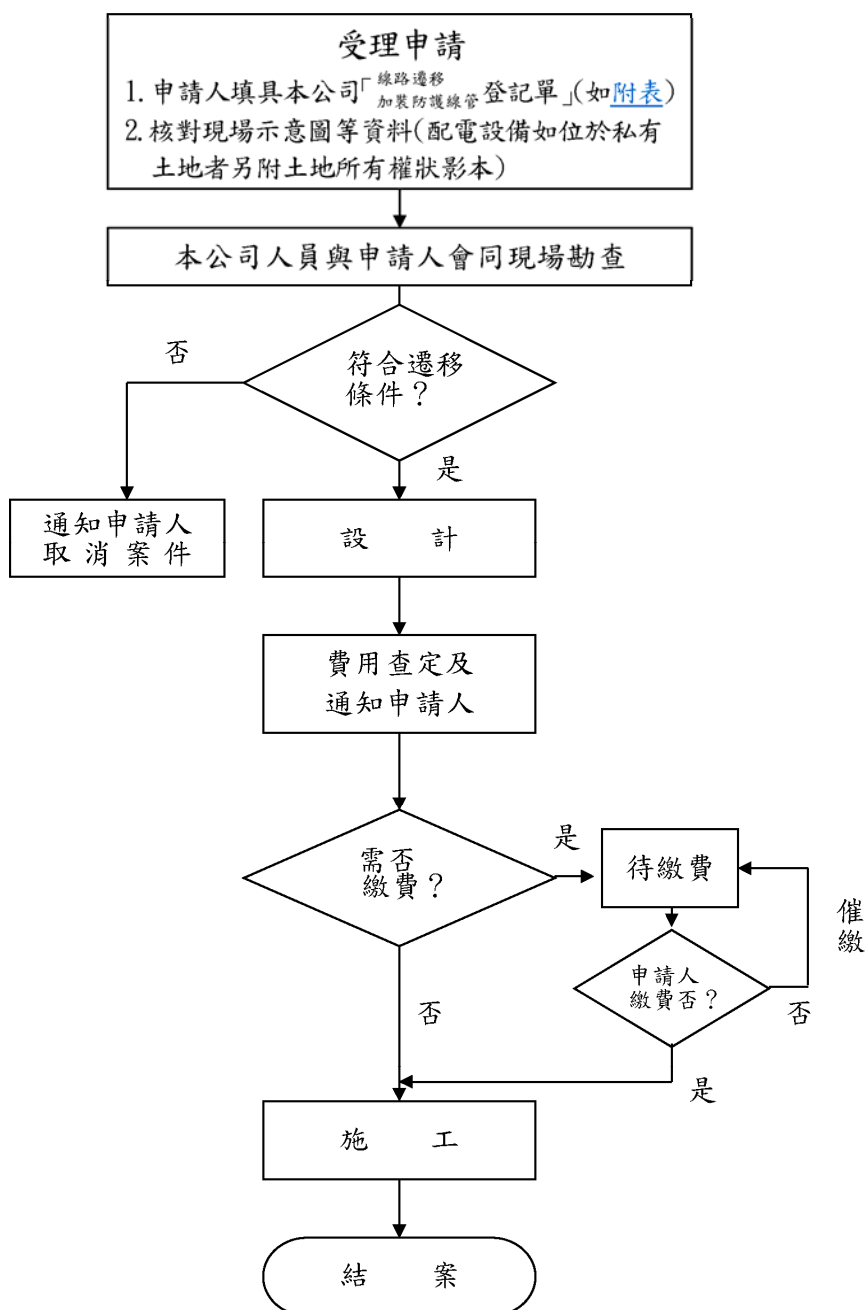 受理申請
1. 申請人填具本公司「線路遷移
加裝防護線管登記單」(如附表)
2. 核對現場示意圖等資料(配電設備如位於私有
土地者另附土地所有權狀影本)
本公司人員與申請人會同現場勘查
否
符合遷移
條件？
是
通知申請人
取消案件
設 計
費用查定及
通知申請人
需否
繳費？
是
待繳費
催
繳
申請人
繳費否？
否
否
是
施 工
結 案